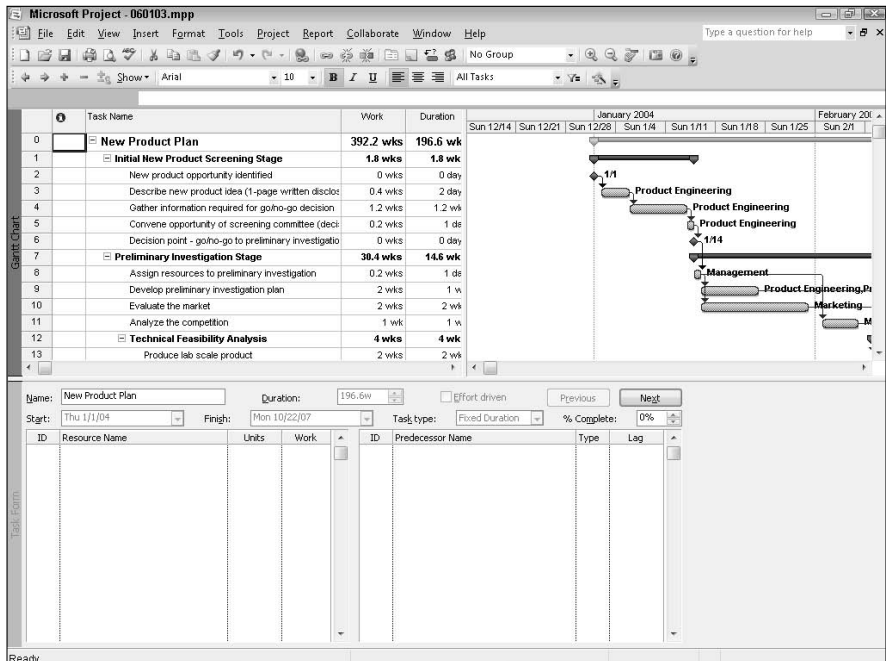 Microsoft Project - 060103.mpp
File Edit View Insert Format Tools Project Report Collaborate Window Help
Type a question for help
No Group
Show
Arial
10
B I U
All Tasks
Task Name Work Duration
January 2004
February 200
Sun 12/14 Sun 12/21 Sun 12/28 Sun 1/4 Sun 1/11 Sun 1/18 Sun 1/25 Sun 2/1
0 New Product Plan 392.2 wks 196.6 wk
1 Initial New Product Screening Stage 1.8 wks 1.8 wk
2 New product opportunity identified 0 wks 0 day 1/1
3 Describe new product idea (1-page written disclos 0.4 wks 2 day Product Engineering
4 Gather information required for go/no-go decision 1.2 wks 1.2 wk Product Engineering
5 Convene opportunity of screening committee (deci 0.2 wks 1 da Product Engineering
6 Decision point - go/no-go to preliminary investigatio 0 wks 0 day 1/14
7 Preliminary Investigation Stage 30.4 wks 14.6 wk
8 Assign resources to preliminary investigation 0.2 wks 1 da Management
9 Develop preliminary investigation plan 2 wks 1 w Product Engineering,Pr
10 Evaluate the market 2 wks 2 wk Marketing
11 Analyze the competition 1 wk 1 w M
12 Technical Feasibility Analysis 4 wks 4 wk
13 Produce lab scale product 2 wks 2 wk
Gantt Chart
Name: New Product Plan Duration: 196.6w Effort driven Previous Next
Start: Thu 1/1/04 Finish: Mon 10/22/07 Task type: Fixed Duration % Complete: 0%
ID Resource Name Units Work ID Predecessor Name Type Lag
Task Form
Ready